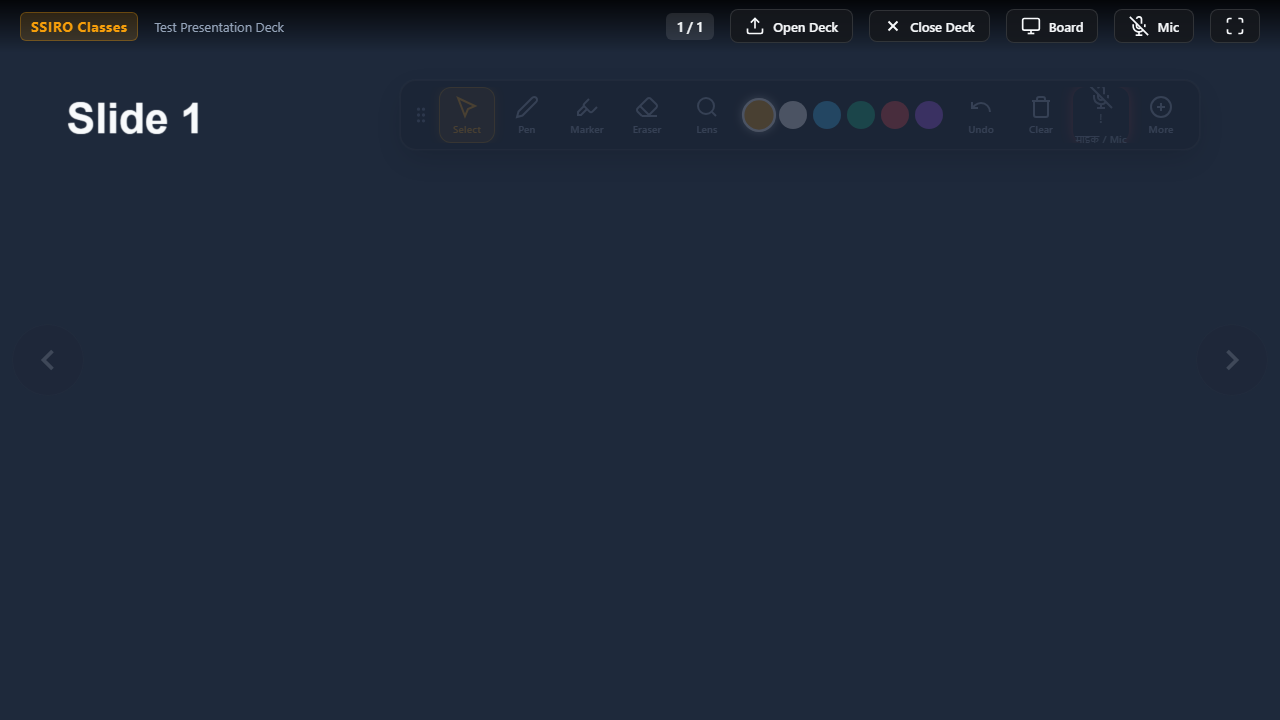 SSIRO Classes
Test Presentation Deck
1 / 1
Open Deck
Close Deck
Board
Mic
Slide 1
Select
Pen
Marker
Eraser
Lens
Undo
Clear
!
माइक / Mic
More